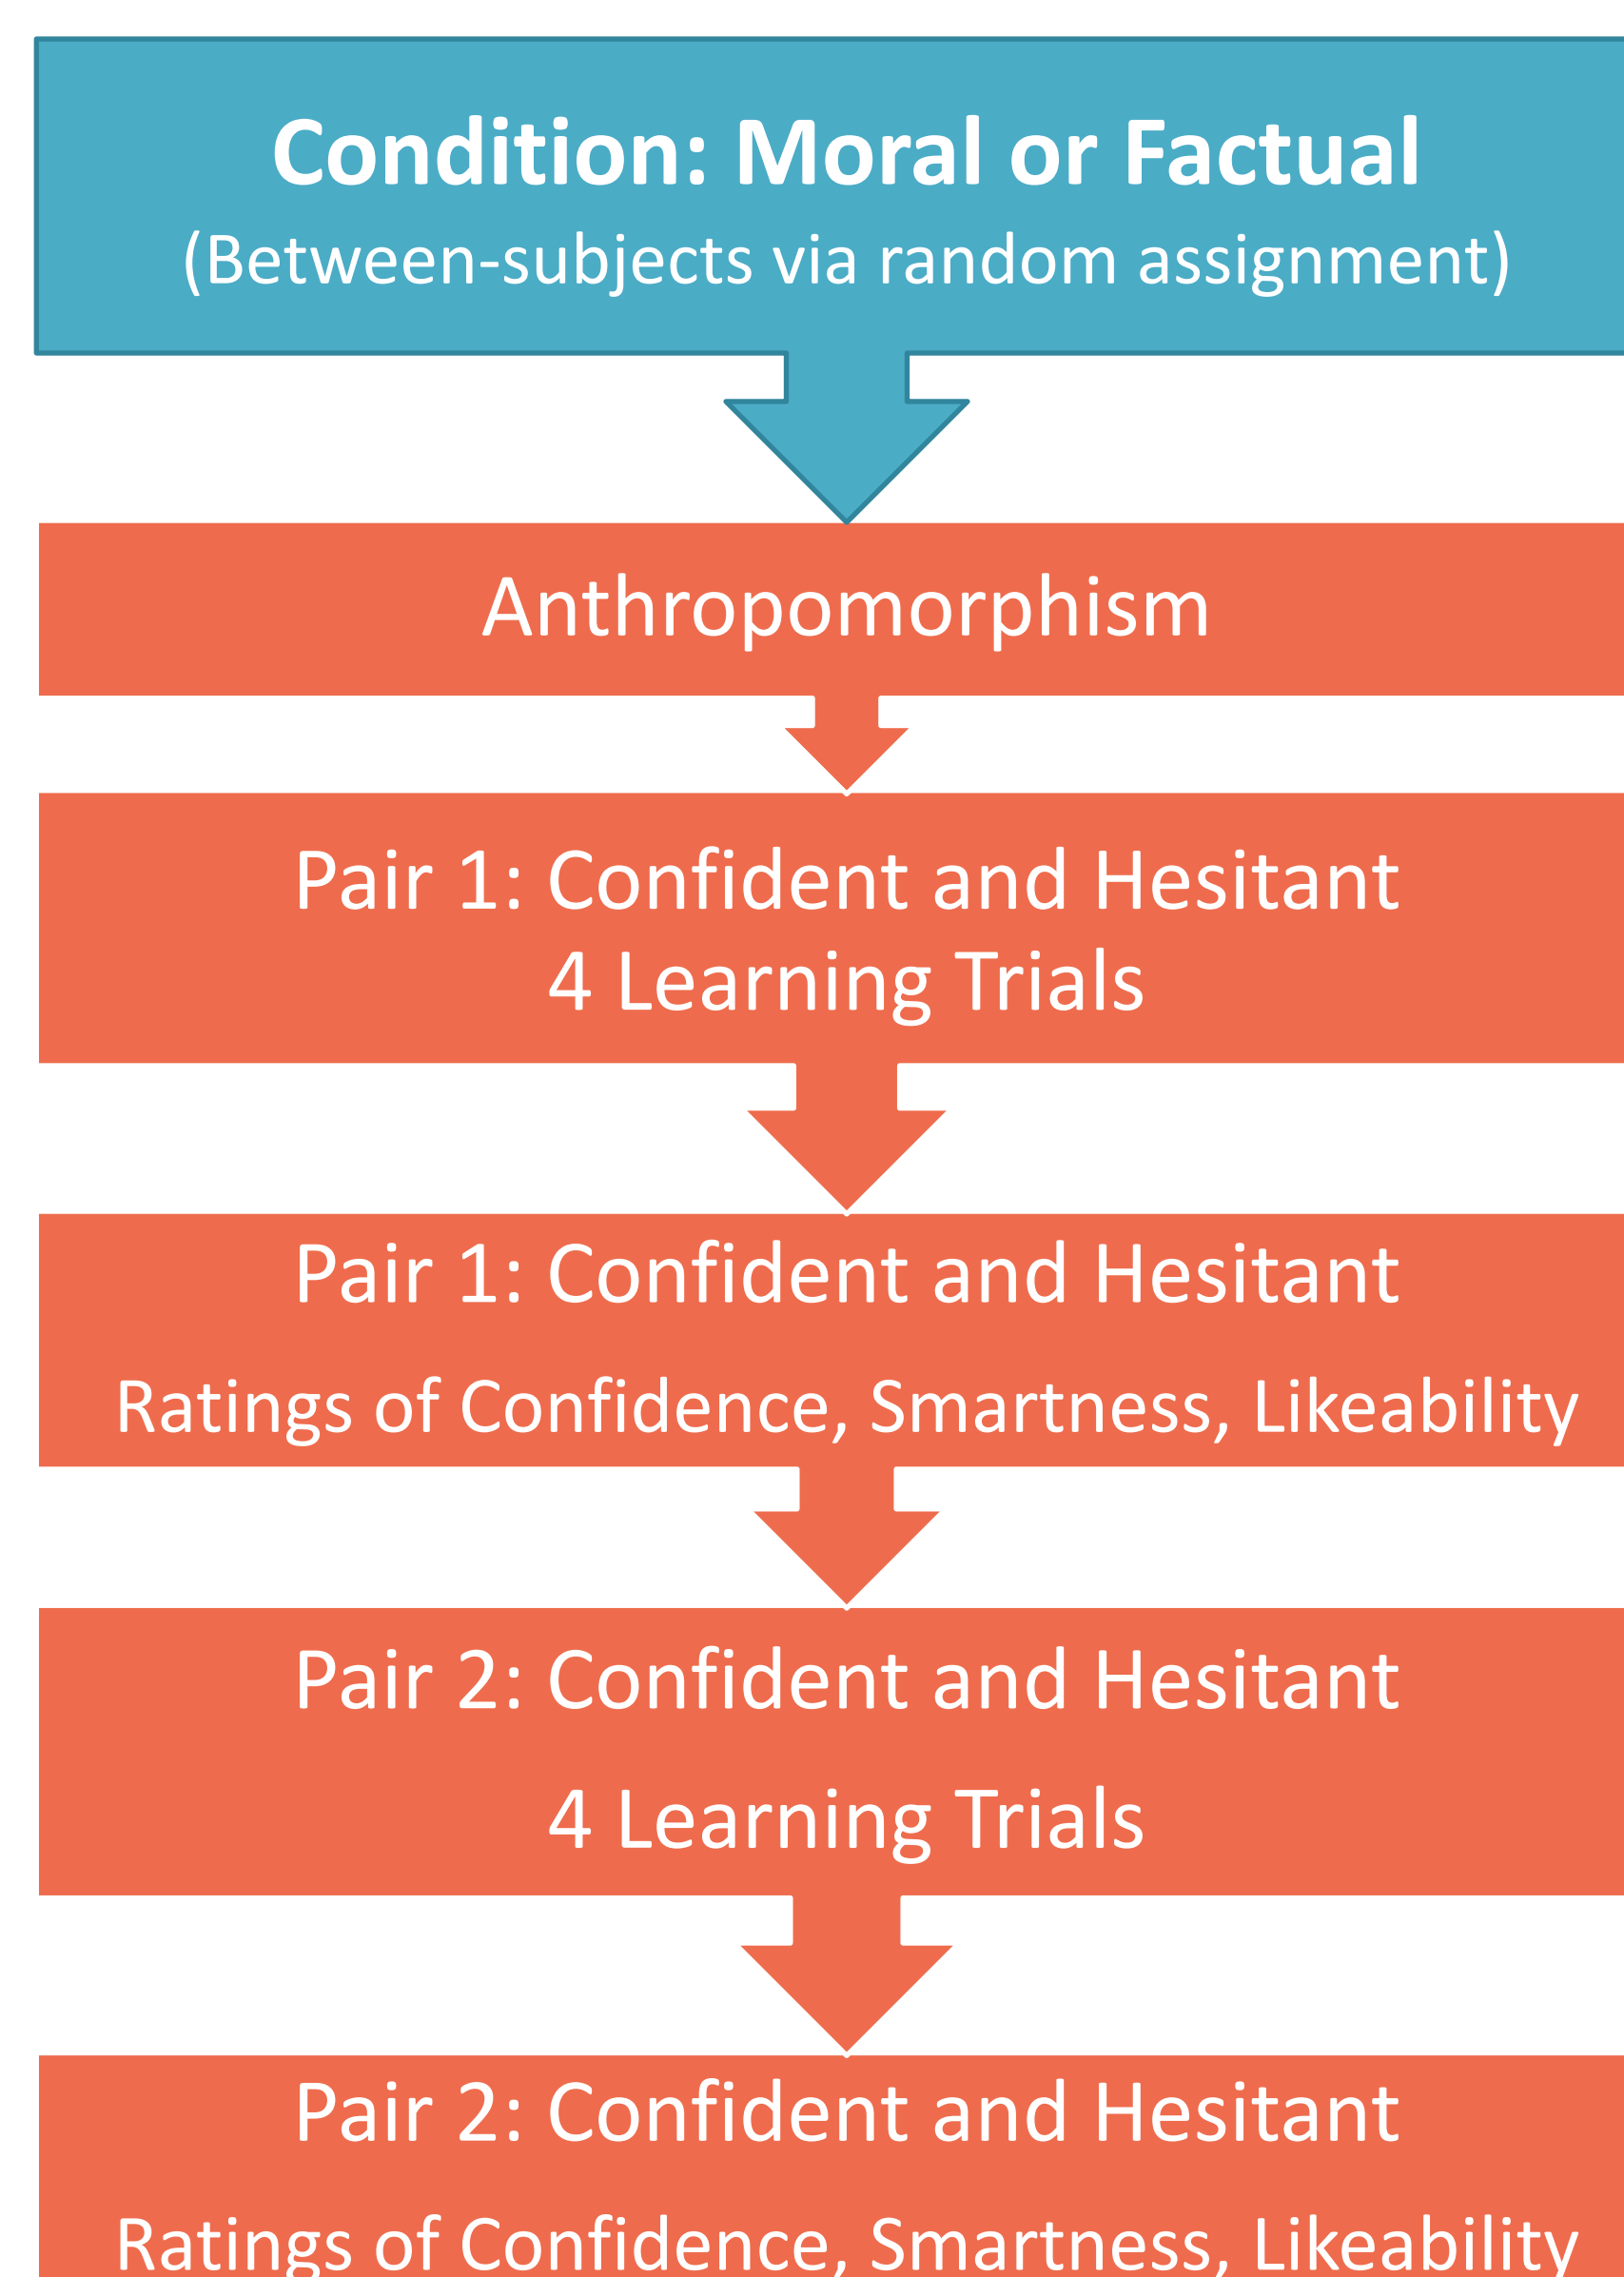 Condition: Moral or Factual
(Between-subjects via random assignment)
Anthropomorphism
Pair 1: Confident and Hesitant
4 Learning Trials
Pair 1: Confident and Hesitant
Ratings of Confidence, Smartness, Likeability
Pair 2: Confident and Hesitant
4 Learning Trials
Pair 2: Confident and Hesitant
Ratings of Confidence, Smartness, Likeability